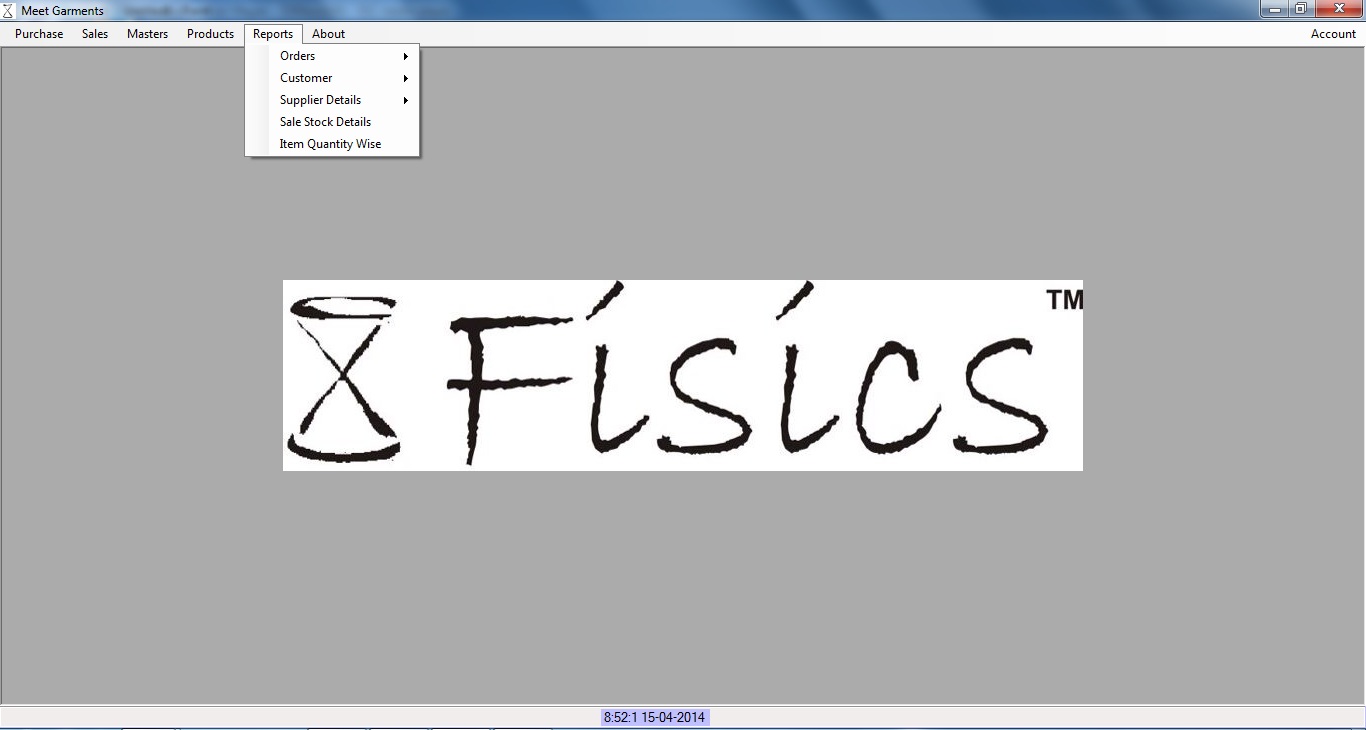 Meet Garments
Purchase Sales Masters Products Reports About Account
Orders
Customer
Supplier Details
Sale Stock Details
Item Quantity Wise
Físícs TM
8:52:1 15-04-2014